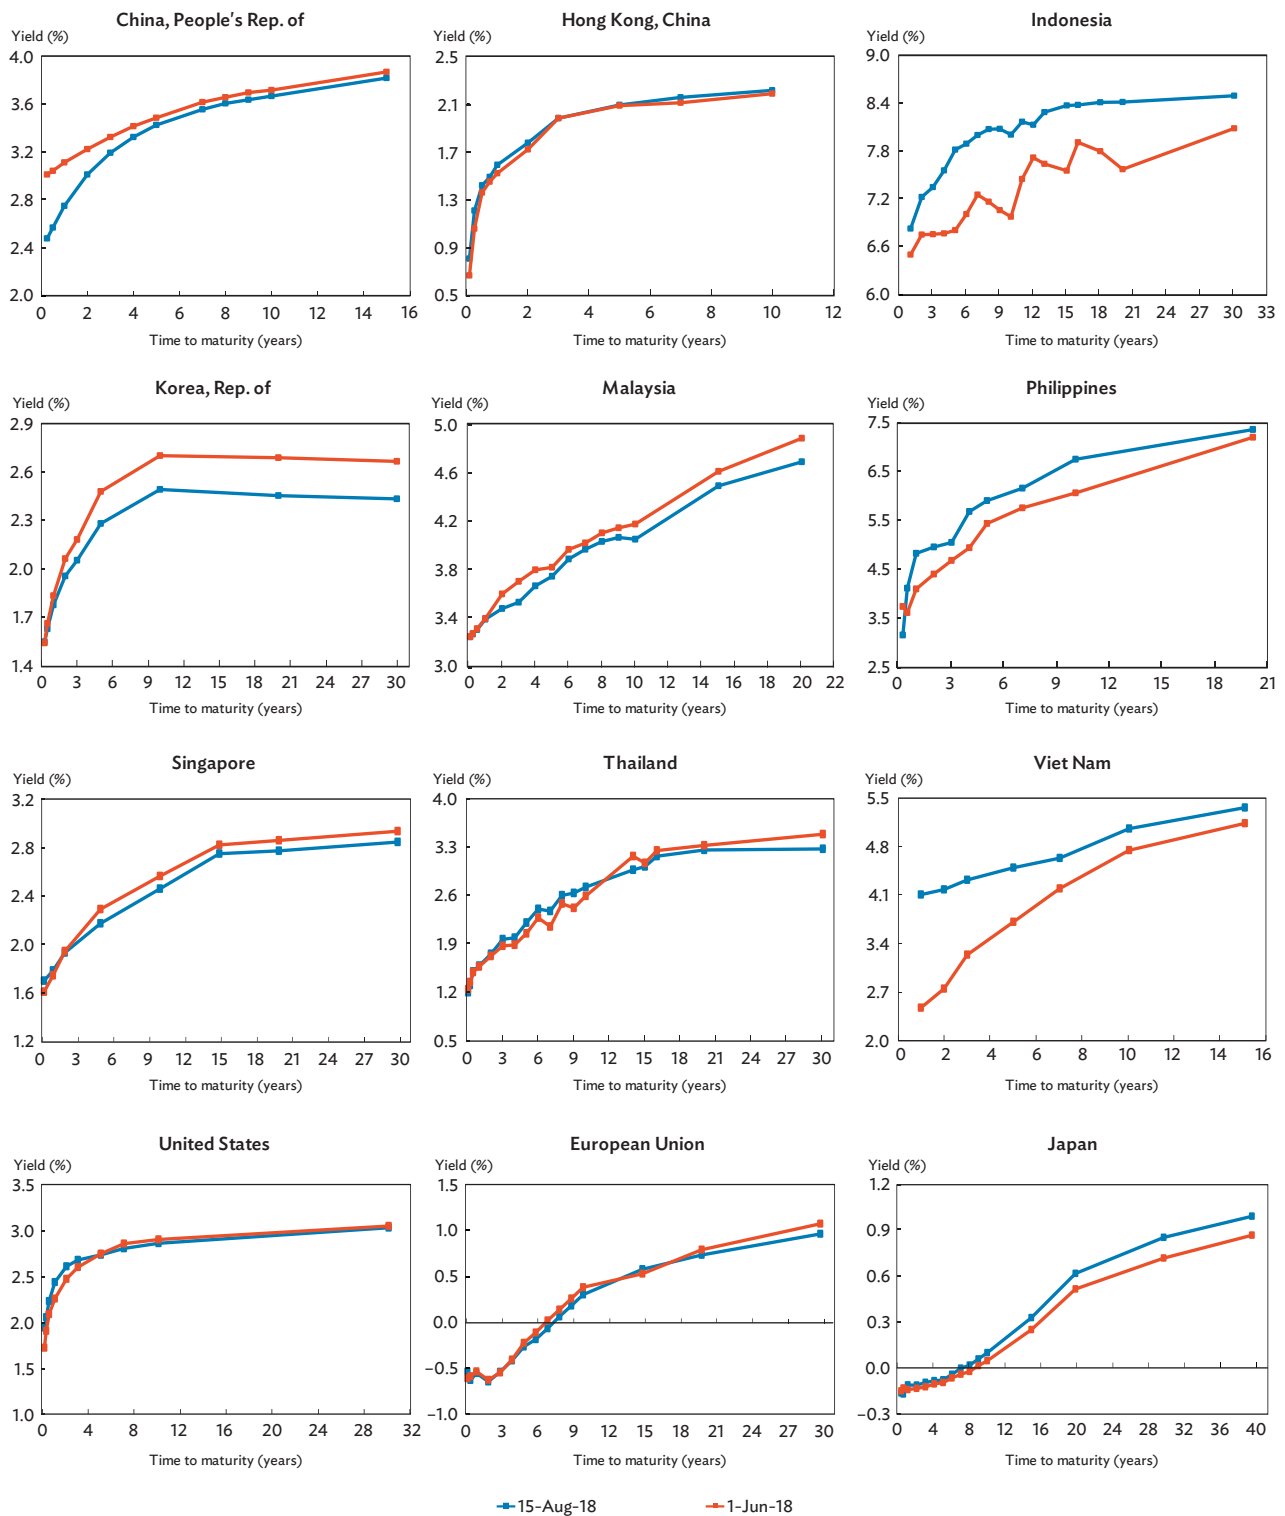 China, People's Rep. of
Yield (%)
4.0
3.6
3.2
2.8
2.4
2.0
0 2 4 6 8 10 12 14 16
Time to maturity (years)
Hong Kong, China
Yield (%)
2.5
2.1
1.7
1.3
0.9
0.5
0 2 4 6 8 10 12
Time to maturity (years)
Indonesia
Yield (%)
9.0
8.4
7.8
7.2
6.6
6.0
0 3 6 9 12 15 18 21 24 27 30 33
Time to maturity (years)
Korea, Rep. of
Yield (%)
2.9
2.6
2.3
2.0
1.7
1.4
0 3 6 9 12 15 18 21 24 27 30
Time to maturity (years)
Malaysia
Yield (%)
5.0
4.6
4.2
3.8
3.4
3.0
0 2 4 6 8 10 12 14 16 18 20 22
Time to maturity (years)
Philippines
Yield (%)
7.5
6.5
5.5
4.5
3.5
2.5
0 3 6 9 12 15 18 21
Time to maturity (years)
Singapore
Yield (%)
3.2
2.8
2.4
2.0
1.6
1.2
0 3 6 9 12 15 18 21 24 27 30
Time to maturity (years)
Thailand
Yield (%)
4.0
3.3
2.6
1.9
1.2
0.5
0 3 6 9 12 15 18 21 24 27 30
Time to maturity (years)
Viet Nam
Yield (%)
5.5
4.8
4.1
3.4
2.7
2.0
0 2 4 6 8 10 12 14 16
Time to maturity (years)
United States
Yield (%)
3.5
3.0
2.5
2.0
1.5
1.0
0 4 8 12 16 20 24 28 32
Time to maturity (years)
European Union
Yield (%)
1.5
1.0
0.5
0.0
–0.5
–1.0
0 3 6 9 12 15 18 21 24 27 30
Time to maturity (years)
Japan
Yield (%)
1.2
0.9
0.6
0.3
0.0
–0.3
0 4 8 12 16 20 24 28 32 36 40
Time to maturity (years)
15-Aug-18 1-Jun-18